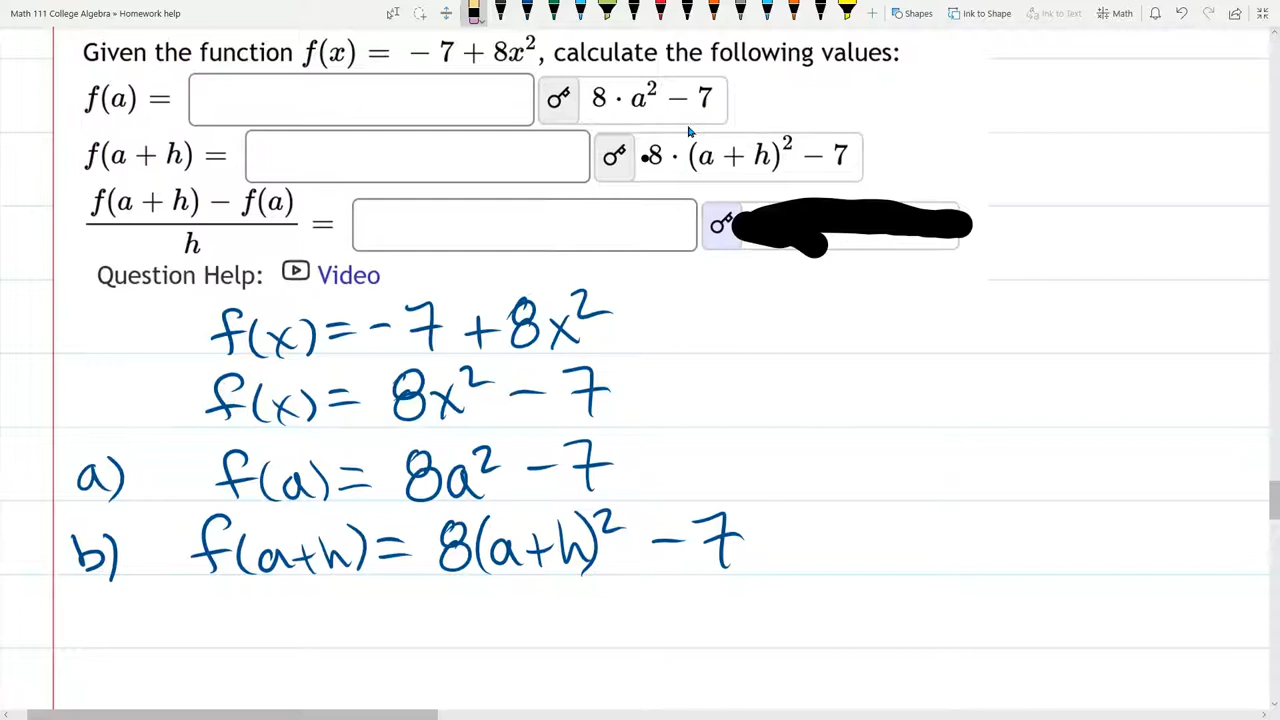 Math 111 College Algebra » Homework help
Shapes Ink to Shape Ink to Text Math
Given the function f(x) = − 7 + 8x², calculate the following values:
f(a) = 8 · a² − 7
f(a + h) = 8 · (a + h)² − 7
f(a + h) − f(a)
h
=
Question Help: Video
f(x) = -7 + 8x²
f(x) = 8x² - 7
a) f(a) = 8a² - 7
b) f(a+h) = 8(a+h)² - 7